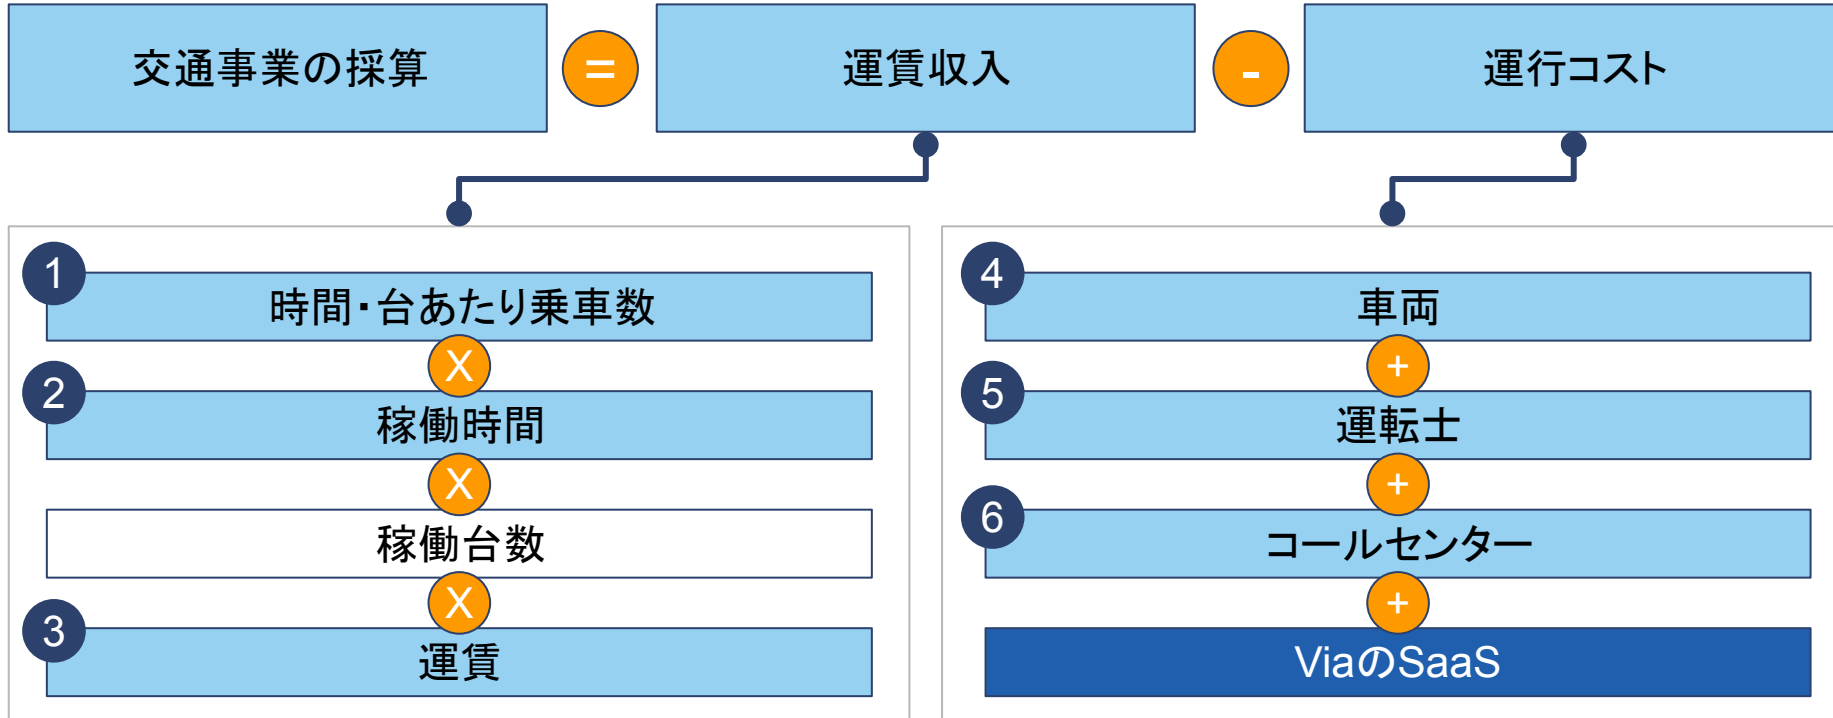 交通事業の採算
=
運賃収入
-
運行コスト
1
時間・台あたり乗車数
X
2
稼働時間
X
稼働台数
X
3
運賃
4
車両
+
5
運転士
+
6
コールセンター
+
ViaのSaaS